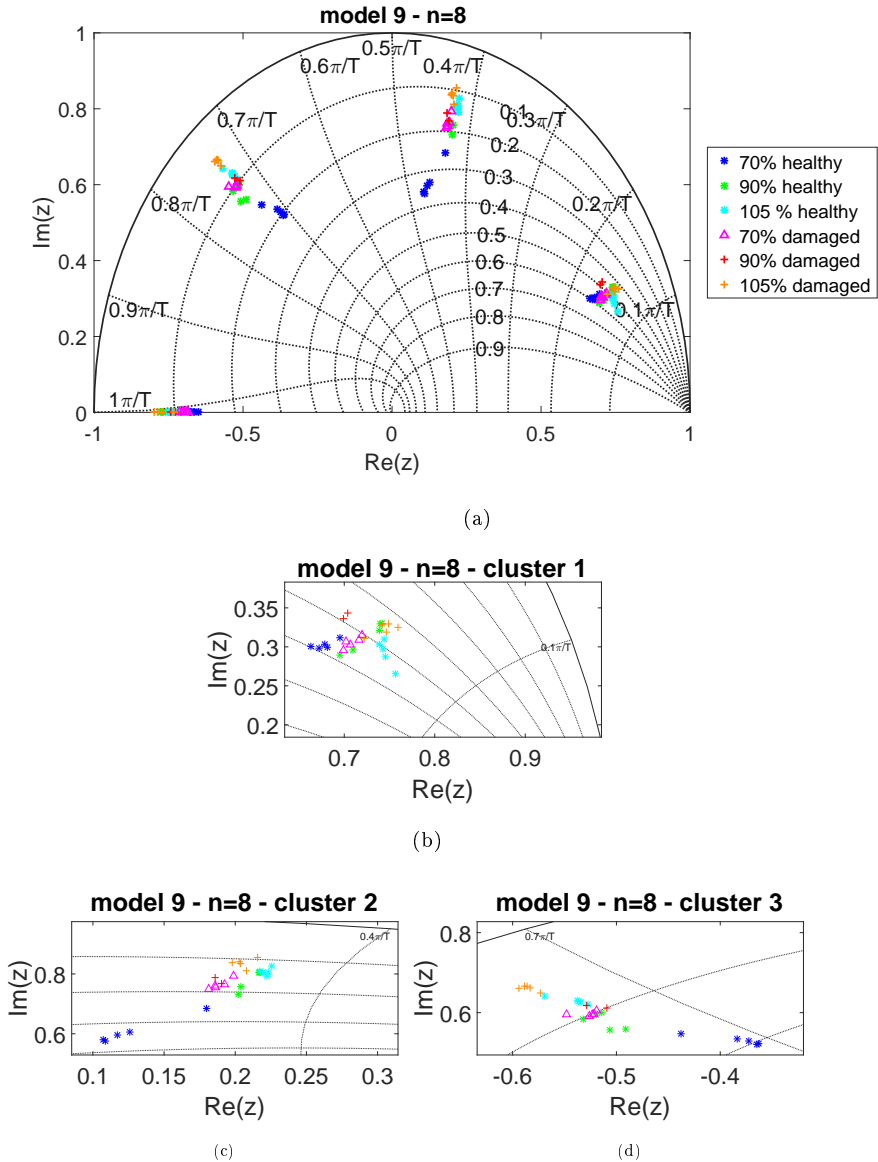 model 9 - n=8
0.5π/T
0.6π/T
0.4π/T
0.7π/T
0.1
0.3π/T
0.2
0.8π/T
0.3
0.2π/T
0.4
0.5
0.6
0.9π/T
0.7
0.1π/T
0.8
0.9
1π/T
Im(z)
1
0.8
0.6
0.4
0.2
0
-1
-0.5
0
0.5
1
Re(z)
70% healthy
90% healthy
105 % healthy
70% damaged
90% damaged
105% damaged
(a)
model 9 - n=8 - cluster 1
Im(z)
0.35
0.3
0.25
0.2
0.1π/T
0.7
0.8
0.9
Re(z)
(b)
model 9 - n=8 - cluster 2
Im(z)
0.8
0.6
0.4π/T
0.1
0.15
0.2
0.25
0.3
Re(z)
(c)
model 9 - n=8 - cluster 3
Im(z)
0.8
0.6
0.7π/T
-0.6
-0.5
-0.4
Re(z)
(d)